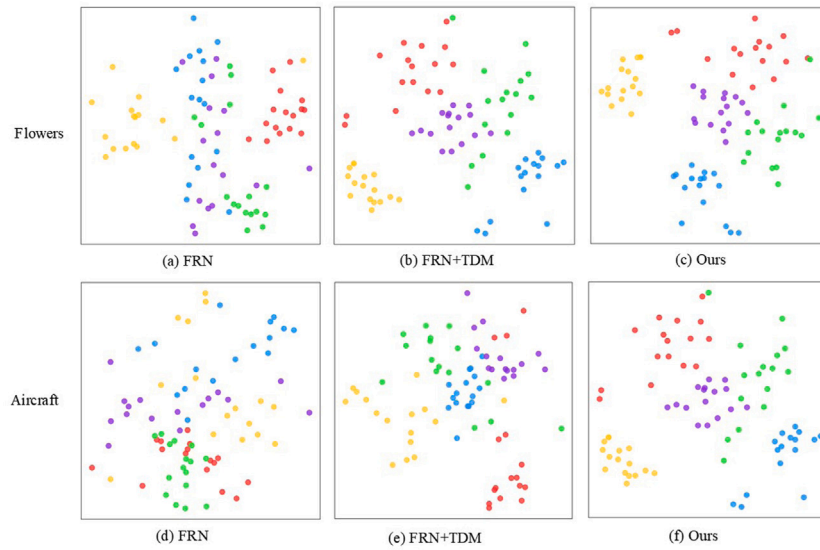 Flowers
(a) FRN
(b) FRN+TDM
(c) Ours
Aircraft
(d) FRN
(e) FRN+TDM
(f) Ours